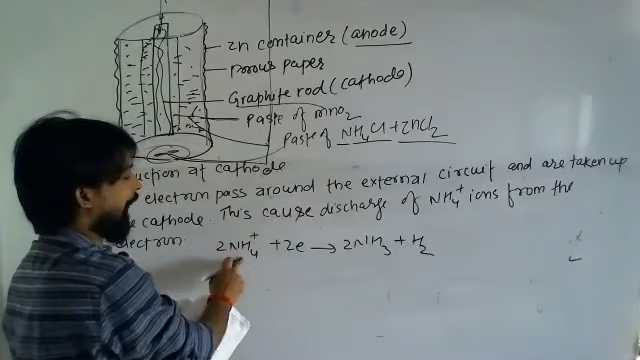 Zn container (anode)
Porous paper
Graphite rod (cathode)
Paste of MnO2
Paste of NH4Cl + ZnCl2
at cathode
electron pass around the external circuit and are taken up
cathode. This cause discharge of NH4+ ions from the
2NH4+ + 2e → 2NH3 + H2